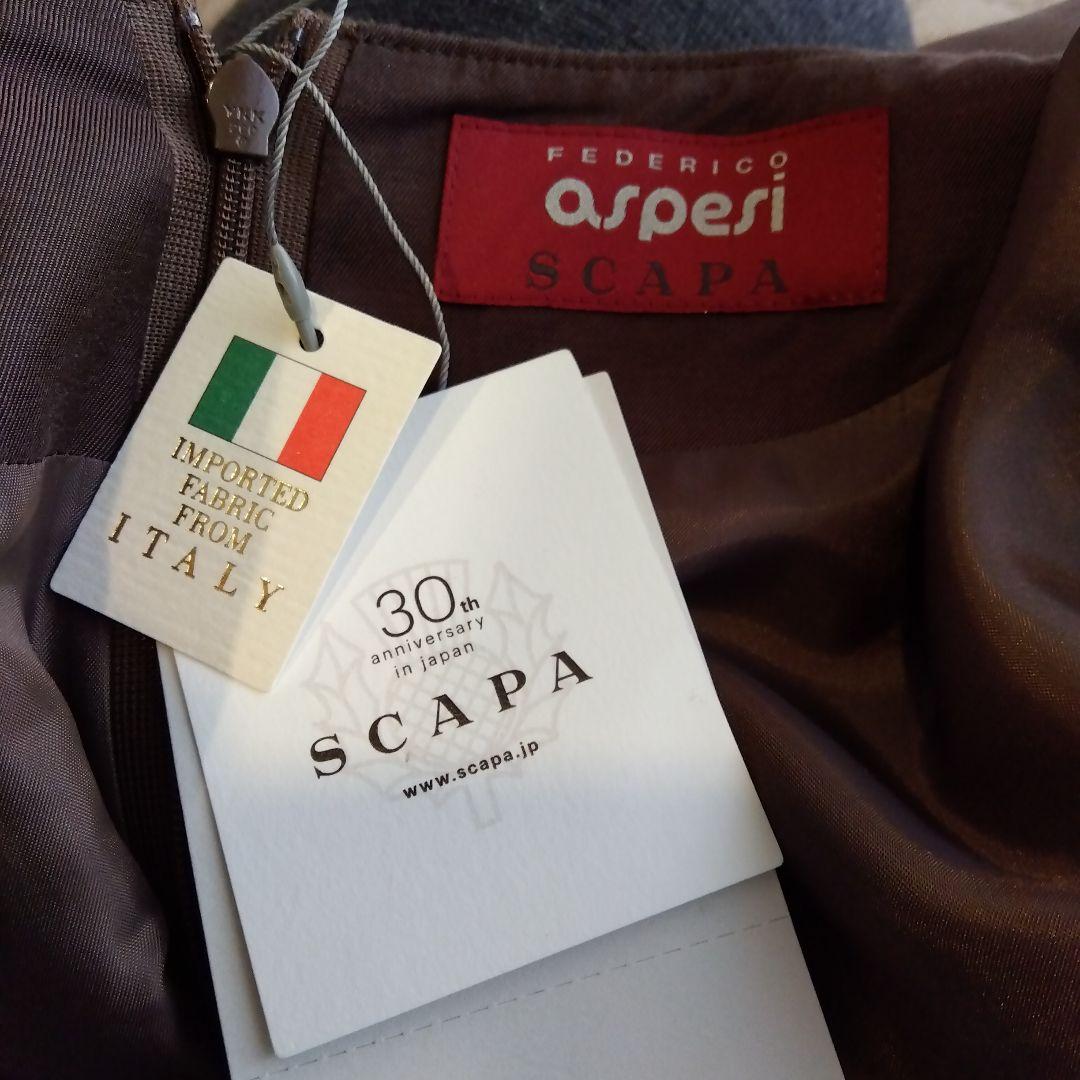 FEDERICO
aspesi
SCAPA
IMPORTED
FABRIC
FROM
ITALY
30th
anniversary
in japan
SCAPA
www.scapa.jp